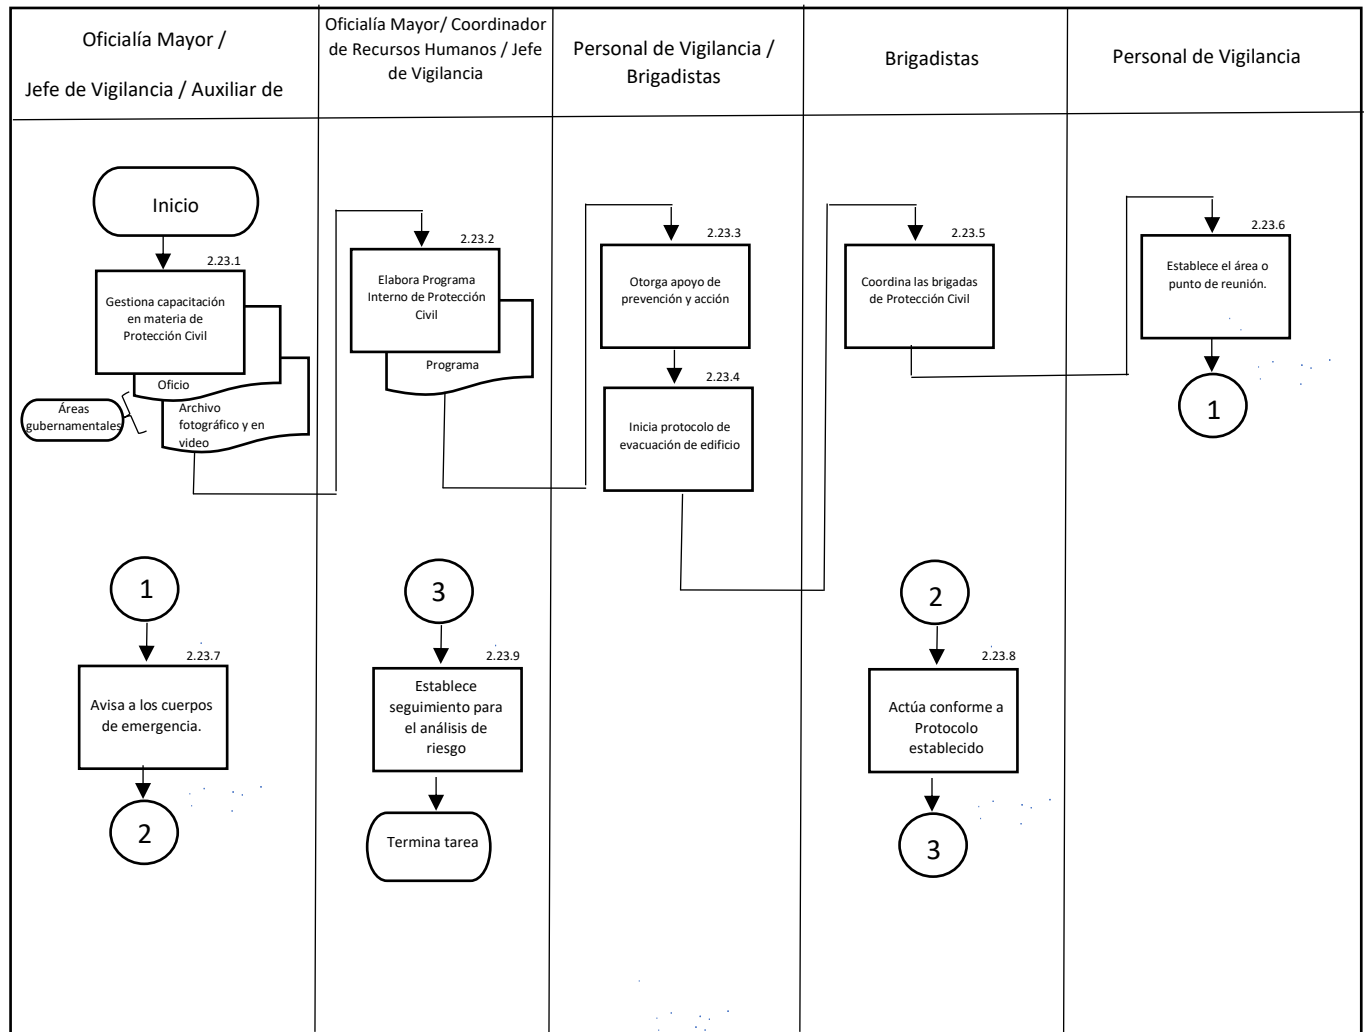 Oficialía Mayor /
Jefe de Vigilancia / Auxiliar de
Oficialía Mayor/ Coordinador
de Recursos Humanos / Jefe
de Vigilancia
Personal de Vigilancia /
Brigadistas
Brigadistas
Personal de Vigilancia
Inicio
2.23.1
Gestiona capacitación
en materia de
Protección Civil
Oficio
Áreas
gubernamentales
Archivo
fotográfico y en
video
2.23.2
Elabora Programa
Interno de Protección
Civil
Programa
2.23.3
Otorga apoyo de
prevención y acción
2.23.4
Inicia protocolo de
evacuación de edificio
2.23.5
Coordina las brigadas
de Protección Civil
2.23.6
Establece el área o
punto de reunión.
1
1
2.23.7
Avisa a los cuerpos
de emergencia.
2
3
2.23.9
Establece
seguimiento para
el análisis de
riesgo
Termina tarea
2
2.23.8
Actúa conforme a
Protocolo
establecido
3